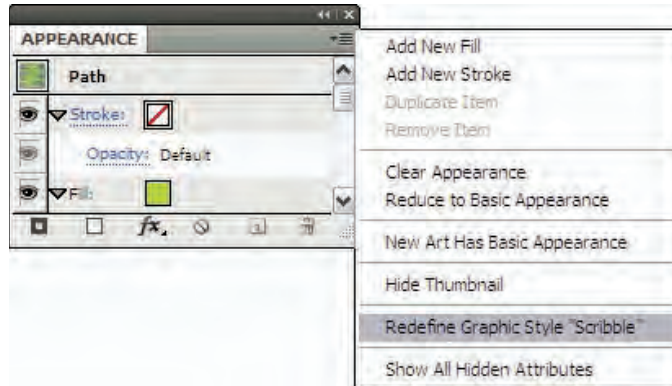 APPEARANCE
Path
Stroke:
Opacity: Default
Fill:
fx
Add New Fill
Add New Stroke
Duplicate Item
Remove Item
Clear Appearance
Reduce to Basic Appearance
New Art Has Basic Appearance
Hide Thumbnail
Redefine Graphic Style "Scribble"
Show All Hidden Attributes